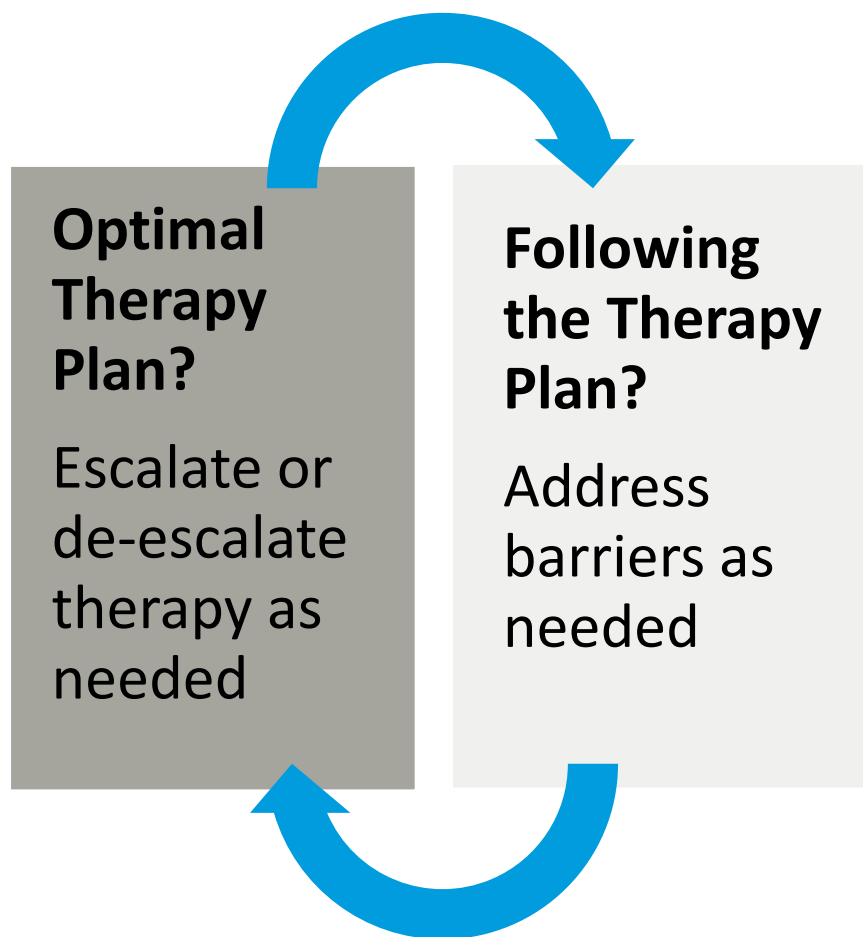 Optimal
Therapy
Plan?
Escalate or
de-escalate
therapy as
needed
Following
the Therapy
Plan?
Address
barriers as
needed